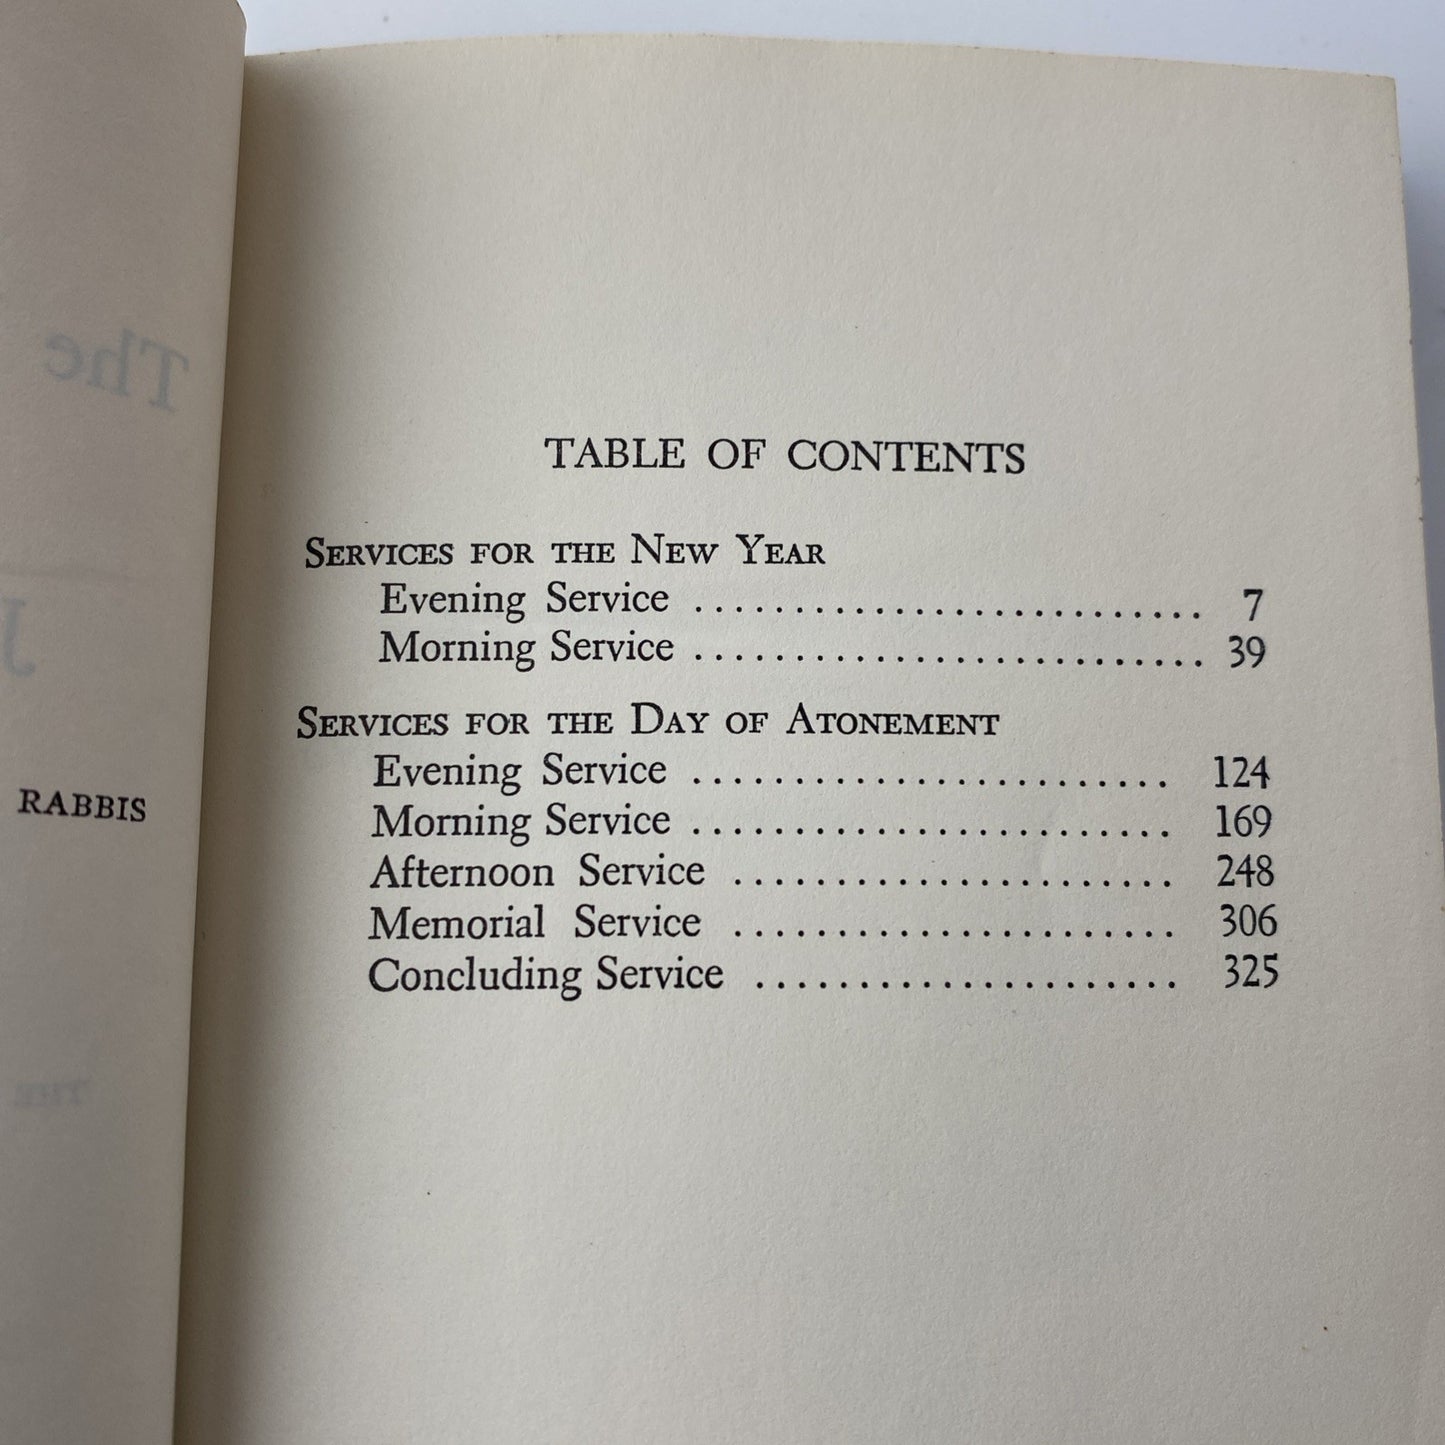 The
J
RABBIS
THE
TABLE OF CONTENTS
SERVICES FOR THE NEW YEAR
Evening Service .......................... 7
Morning Service .......................... 39
SERVICES FOR THE DAY OF ATONEMENT
Evening Service ........................ 124
Morning Service ........................ 169
Afternoon Service ...................... 248
Memorial Service ...................... 306
Concluding Service ..................... 325